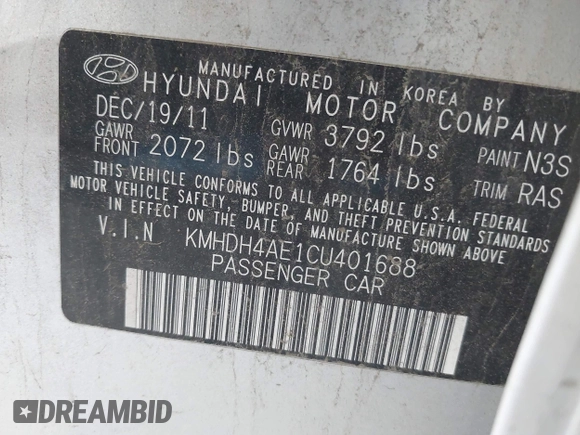 MANUFACTURED IN KOREA BY
HYUNDAI MOTOR COMPANY
DEC/19/11 GVWR 3792 lbs PAINT N3S
GAWR FRONT 2072 lbs GAWR REAR 1764 lbs TRIM RAS
THIS VEHICLE CONFORMS TO ALL APPLICABLE U.S.A. FEDERAL
MOTOR VEHICLE SAFETY, BUMPER, AND THEFT PREVENTION STANDARDS
IN EFFECT ON THE DATE OF MANUFACTURE SHOWN ABOVE
V.I.N KMHDH4AE1CU401688
PASSENGER CAR
DREAMBID